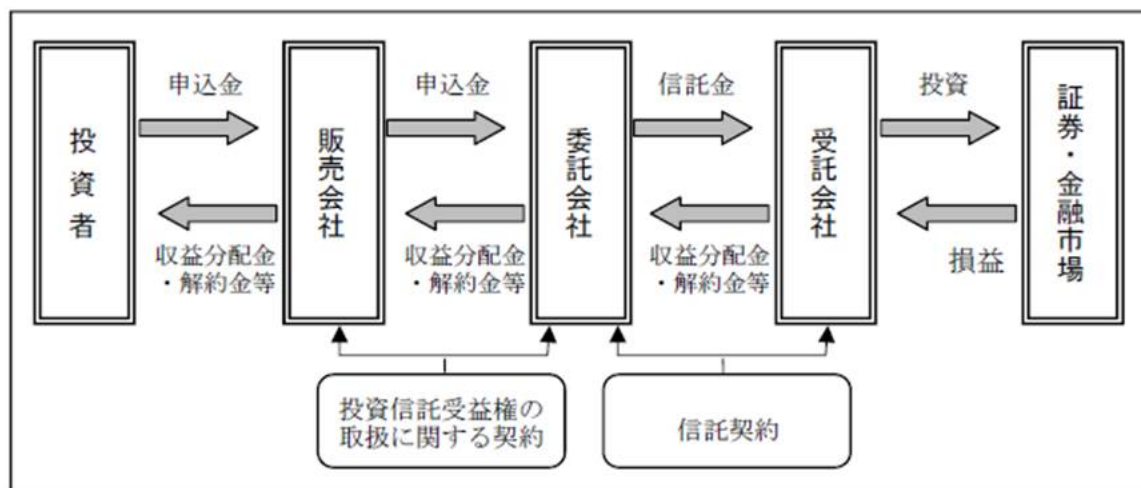 投資者
申込金
収益分配金
・解約金等
販売会社
申込金
収益分配金
・解約金等
委託会社
信託金
収益分配金
・解約金等
受託会社
投資
損益
証券・金融市場
投資信託受益権の
取扱に関する契約
信託契約